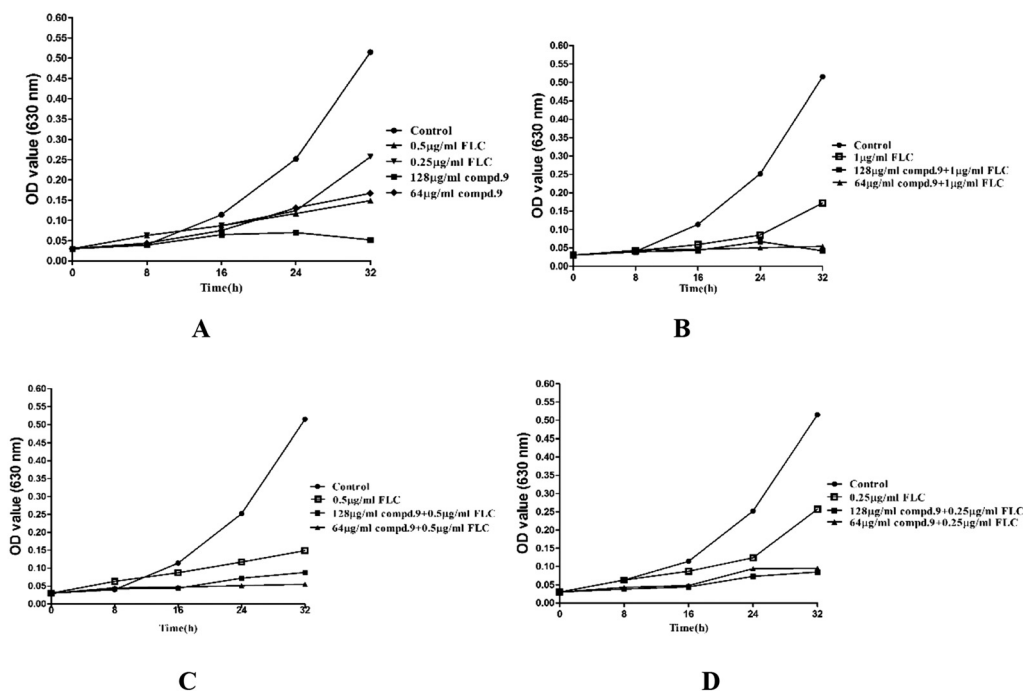 OD value (630 nm)
0.60
0.55
0.50
0.45
0.40
0.35
0.30
0.25
0.20
0.15
0.10
0.05
0.00
0 8 16 24 32
Time(h)
Control
0.5µg/ml FLC
0.25µg/ml FLC
128µg/ml compd.9
64µg/ml compd.9
A
OD value (630 nm)
0.60
0.55
0.50
0.45
0.40
0.35
0.30
0.25
0.20
0.15
0.10
0.05
0.00
0 8 16 24 32
Time(h)
Control
1µg/ml FLC
128µg/ml compd.9+1µg/ml FLC
64µg/ml compd.9+1µg/ml FLC
B
OD value (630 nm)
0.60
0.55
0.50
0.45
0.40
0.35
0.30
0.25
0.20
0.15
0.10
0.05
0.00
0 8 16 24 32
Time(h)
Control
0.5µg/ml FLC
128µg/ml compd.9+0.5µg/ml FLC
64µg/ml compd.9+0.5µg/ml FLC
C
OD value (630 nm)
0.60
0.55
0.50
0.45
0.40
0.35
0.30
0.25
0.20
0.15
0.10
0.05
0.00
0 8 16 24 32
Time(h)
Control
0.25µg/ml FLC
128µg/ml compd.9+0.25µg/ml FLC
64µg/ml compd.9+0.25µg/ml FLC
D